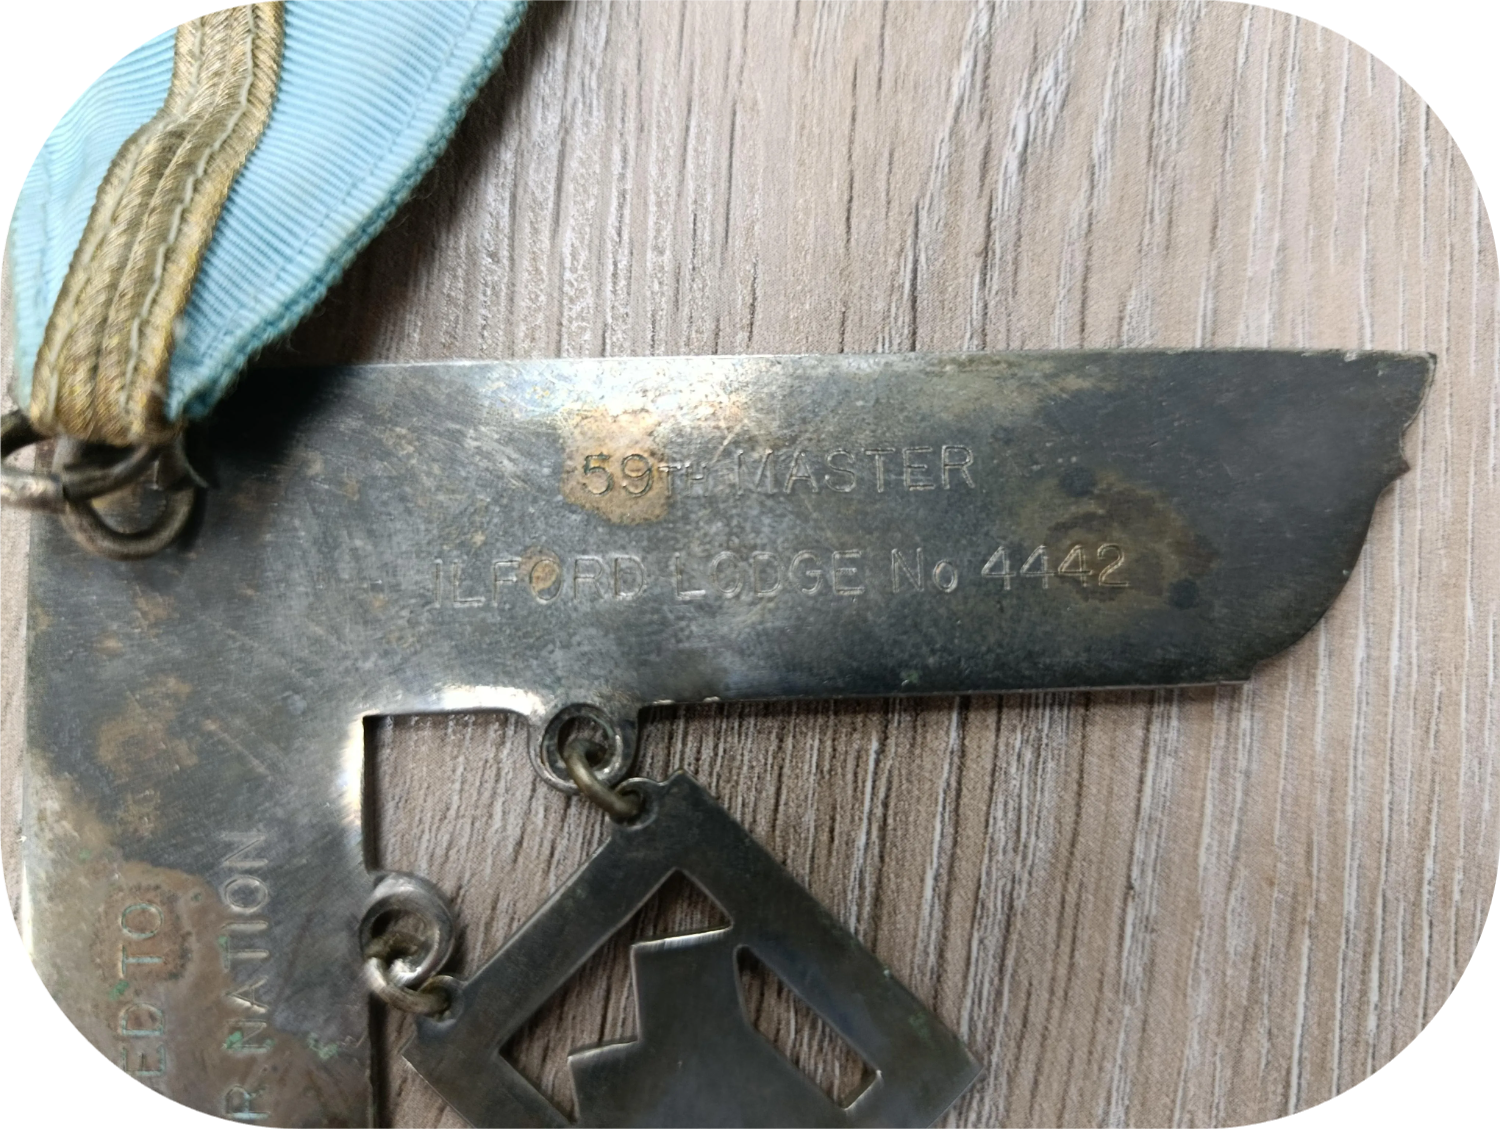 59TH MASTER
ILFORD LODGE No 4442
ED TO
R NATION